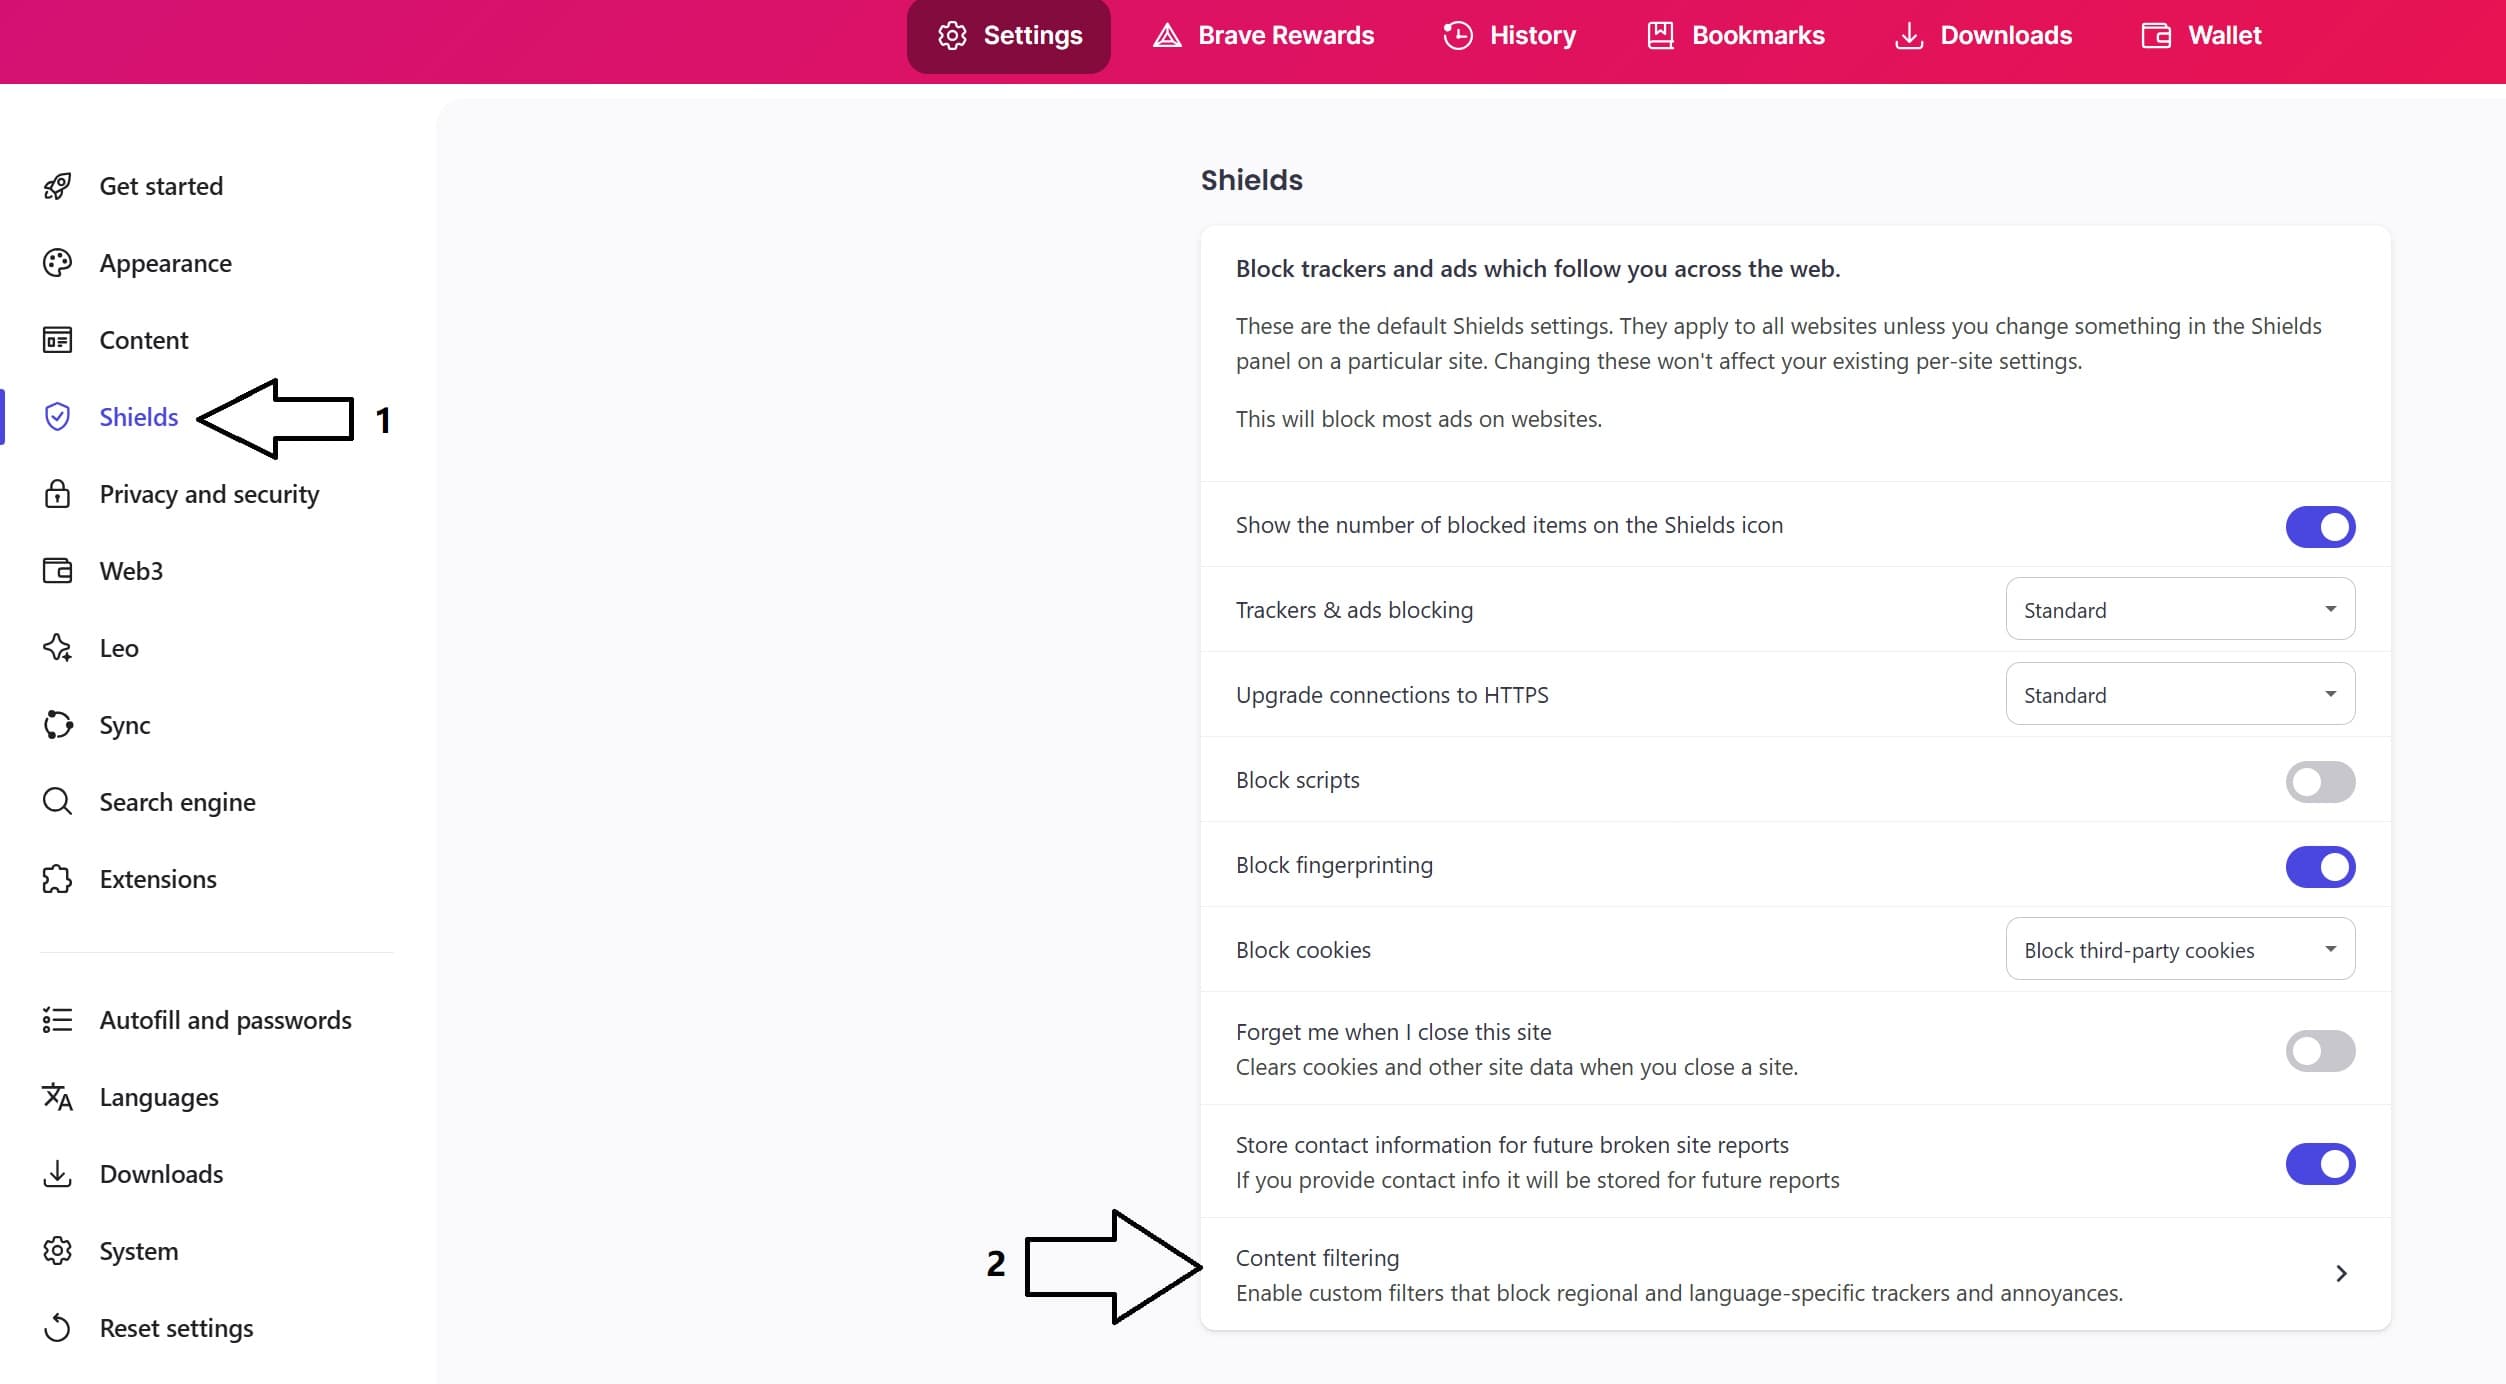 Settings
Brave Rewards
History
Bookmarks
Downloads
Wallet
Get started
Appearance
Content
Shields
1
Privacy and security
Web3
Leo
Sync
Search engine
Extensions
Autofill and passwords
Languages
Downloads
System
Reset settings
Shields
Block trackers and ads which follow you across the web.
These are the default Shields settings. They apply to all websites unless you change something in the Shields
panel on a particular site. Changing these won't affect your existing per-site settings.
This will block most ads on websites.
Show the number of blocked items on the Shields icon
Trackers & ads blocking
Standard
Upgrade connections to HTTPS
Standard
Block scripts
Block fingerprinting
Block cookies
Block third-party cookies
Forget me when I close this site
Clears cookies and other site data when you close a site.
Store contact information for future broken site reports
If you provide contact info it will be stored for future reports
2
Content filtering
Enable custom filters that block regional and language-specific trackers and annoyances.